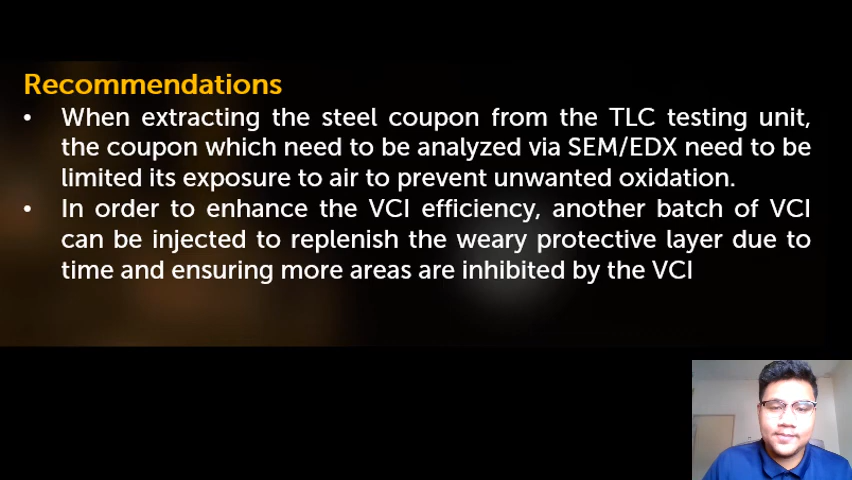 Recommendations
• When extracting the steel coupon from the TLC testing unit,
the coupon which need to be analyzed via SEM/EDX need to be
limited its exposure to air to prevent unwanted oxidation.
• In order to enhance the VCI efficiency, another batch of VCI
can be injected to replenish the weary protective layer due to
time and ensuring more areas are inhibited by the VCI